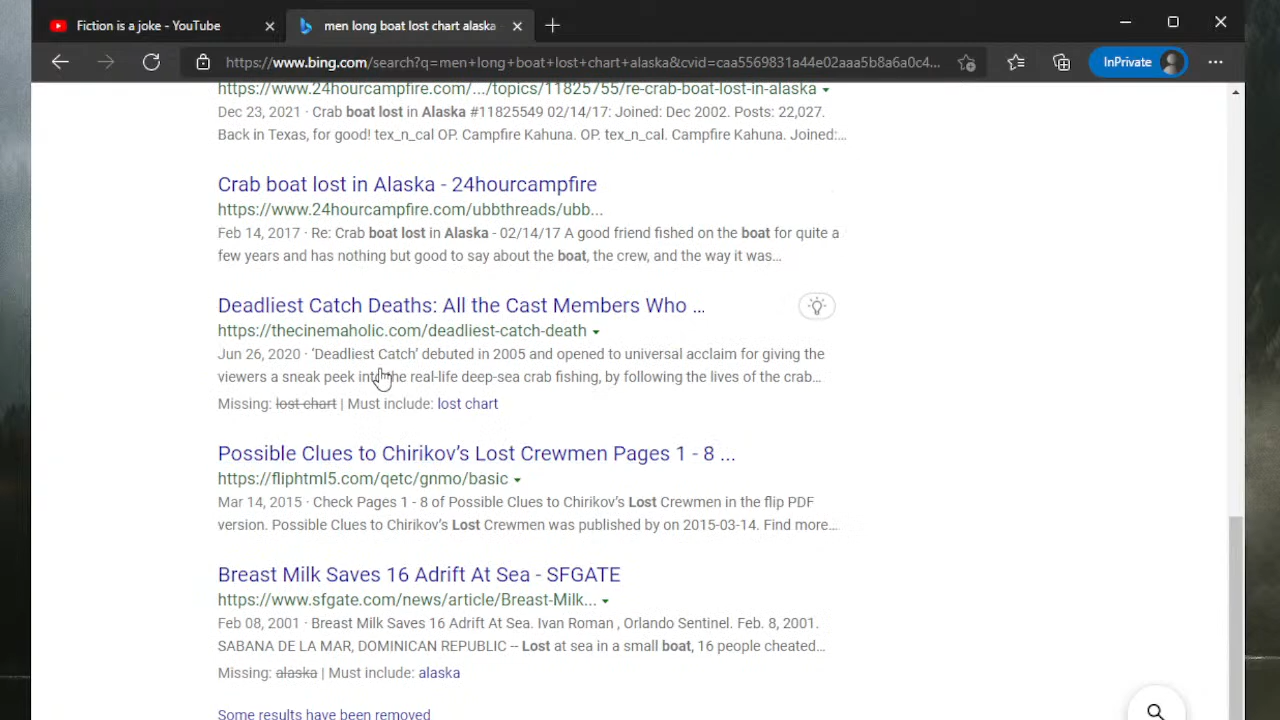 Fiction is a joke - YouTube
men long boat lost chart alaska
https://www.bing.com/search?q=men+long+boat+lost+chart+alaska&cvid=caa5569831a44e02aaa5b8a6a0c4...
InPrivate
https://www.24hourcampfire.com/.../topics/11825755/re-crab-boat-lost-in-alaska
Dec 23, 2021 · Crab boat lost in Alaska #11825549 02/14/17: Joined: Dec 2002. Posts: 22,027.
Back in Texas, for good! tex_n_cal OP. Campfire Kahuna. OP. tex_n_cal. Campfire Kahuna. Joined:...
Crab boat lost in Alaska - 24hourcampfire
https://www.24hourcampfire.com/ubbthreads/ubb...
Feb 14, 2017 · Re: Crab boat lost in Alaska - 02/14/17 A good friend fished on the boat for quite a
few years and has nothing but good to say about the boat, the crew, and the way it was...
Deadliest Catch Deaths: All the Cast Members Who ...
https://thecinemaholic.com/deadliest-catch-death
Jun 26, 2020 · ‘Deadliest Catch’ debuted in 2005 and opened to universal acclaim for giving the
viewers a sneak peek into the real-life deep-sea crab fishing, by following the lives of the crab...
Missing: lost chart | Must include: lost chart
Possible Clues to Chirikov’s Lost Crewmen Pages 1 - 8 ...
https://fliphtml5.com/qetc/gnmo/basic
Mar 14, 2015 · Check Pages 1 - 8 of Possible Clues to Chirikov’s Lost Crewmen in the flip PDF
version. Possible Clues to Chirikov’s Lost Crewmen was published by on 2015-03-14. Find more...
Breast Milk Saves 16 Adrift At Sea - SFGATE
https://www.sfgate.com/news/article/Breast-Milk...
Feb 08, 2001 · Breast Milk Saves 16 Adrift At Sea. Ivan Roman , Orlando Sentinel. Feb. 8, 2001.
SABANA DE LA MAR, DOMINICAN REPUBLIC -- Lost at sea in a small boat, 16 people cheated...
Missing: alaska | Must include: alaska
Some results have been removed